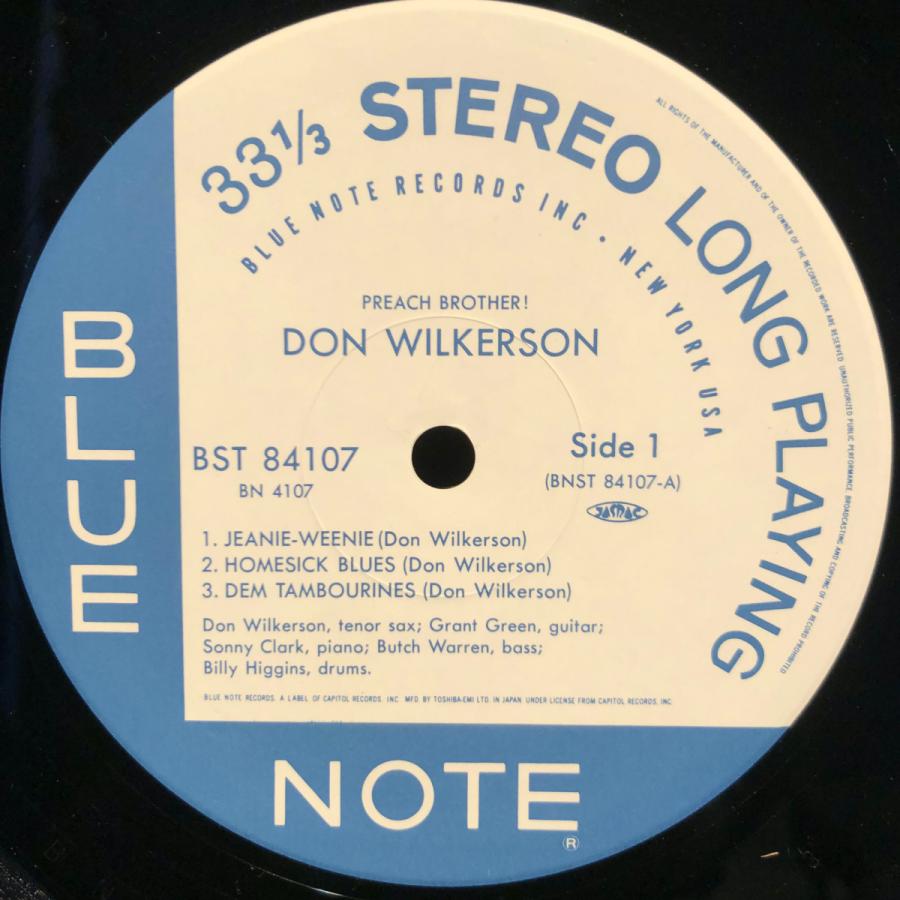 33⅓ STEREO LONG PLAYING
BLUE NOTE RECORDS INC • NEW YORK USA
ALL RIGHTS OF THE MANUFACTURER AND OF THE OWNER OF THE RECORDED WORK ARE RESERVED UNAUTHORIZED PUBLIC PERFORMANCE BROADCASTING AND COPYING OF THE RECORD PROHIBITED
PREACH BROTHER!
DON WILKERSON
BST 84107
BN 4107
Side 1
(BNST 84107-A)
JASRAC
1. JEANIE-WEENIE (Don Wilkerson)
2. HOMESICK BLUES (Don Wilkerson)
3. DEM TAMBOURINES (Don Wilkerson)
Don Wilkerson, tenor sax; Grant Green, guitar;
Sonny Clark, piano; Butch Warren, bass;
Billy Higgins, drums.
BLUE NOTE RECORDS. A LABEL OF CAPITOL RECORDS. INC MFD BY TOSHIBA-EMI LTD. IN JAPAN UNDER LICENSE FROM CAPITOL RECORDS, INC.
BLUE
NOTE
®